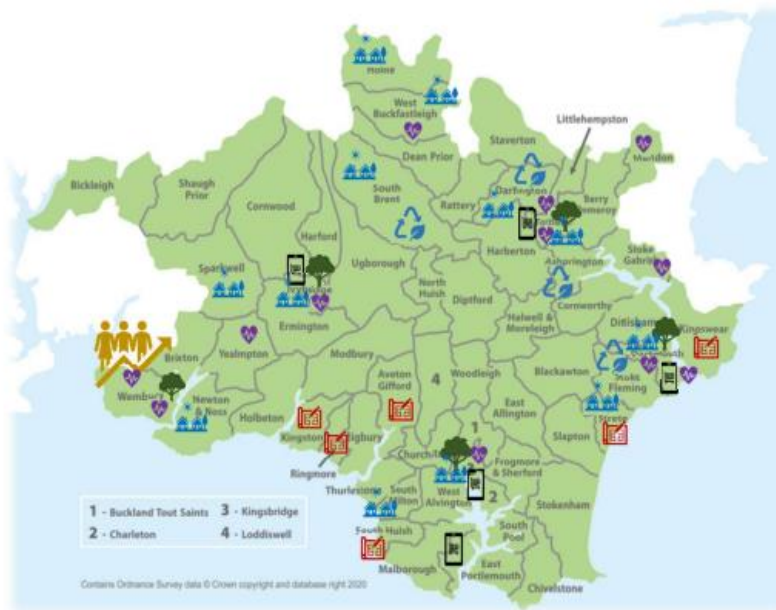 Holne
West
Buckfastleigh
Littlehempston
Staverton
Dean Prior
Marldon
Bickleigh
Shaugh
Prior
Cornwood
South
Brent
Rattery
Dartington
Berry
Pomeroy
Harford
Harberton
Stoke
Gabriel
Ashprington
Sparkwell
Ugborough
North
Huish
Diptford
Cornworthy
Halwell &
Moreleigh
Ermington
Dittisham
Kingswear
Brixton
Yealmpton
Modbury
Aveton
Gifford
4
Woodleigh
Blackawton
Stoke
Fleming
Wembury
Newton
& Noss
Holbeton
Kingston
Bigbury
East
Allington
Strete
Slapton
Ringmore
1
Frogmore
& Sherford
Thurlestone
South
Milton
West
Alvington
2
Stokenham
South Huish
South
Pool
Malborough
East
Portlemouth
Chivelstone
1 - Buckland Tout Saints
3 - Kingsbridge
2 - Charleton
4 - Loddiswell
Contains Ordnance Survey data © Crown copyright and database right 2020